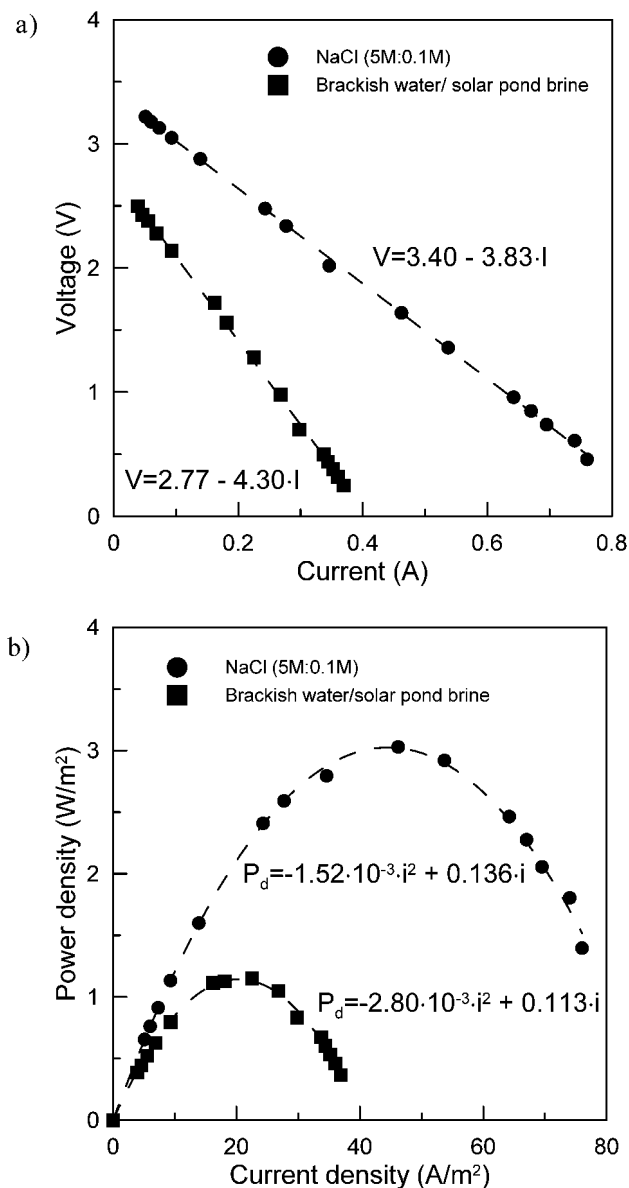 a)
4
3
2
1
0
Voltage (V)
NaCl (5M:0.1M)
Brackish water/ solar pond brine
V=3.40 - 3.83·I
V=2.77 - 4.30·I
0
0.2
0.4
0.6
0.8
Current (A)
b)
4
3
2
1
0
Power density (W/m²)
NaCl (5M:0.1M)
Brackish water/solar pond brine
P_d=-1.52·10⁻³·i² + 0.136·i
P_d=-2.80·10⁻³·i² + 0.113·i
0
20
40
60
80
Current density (A/m²)